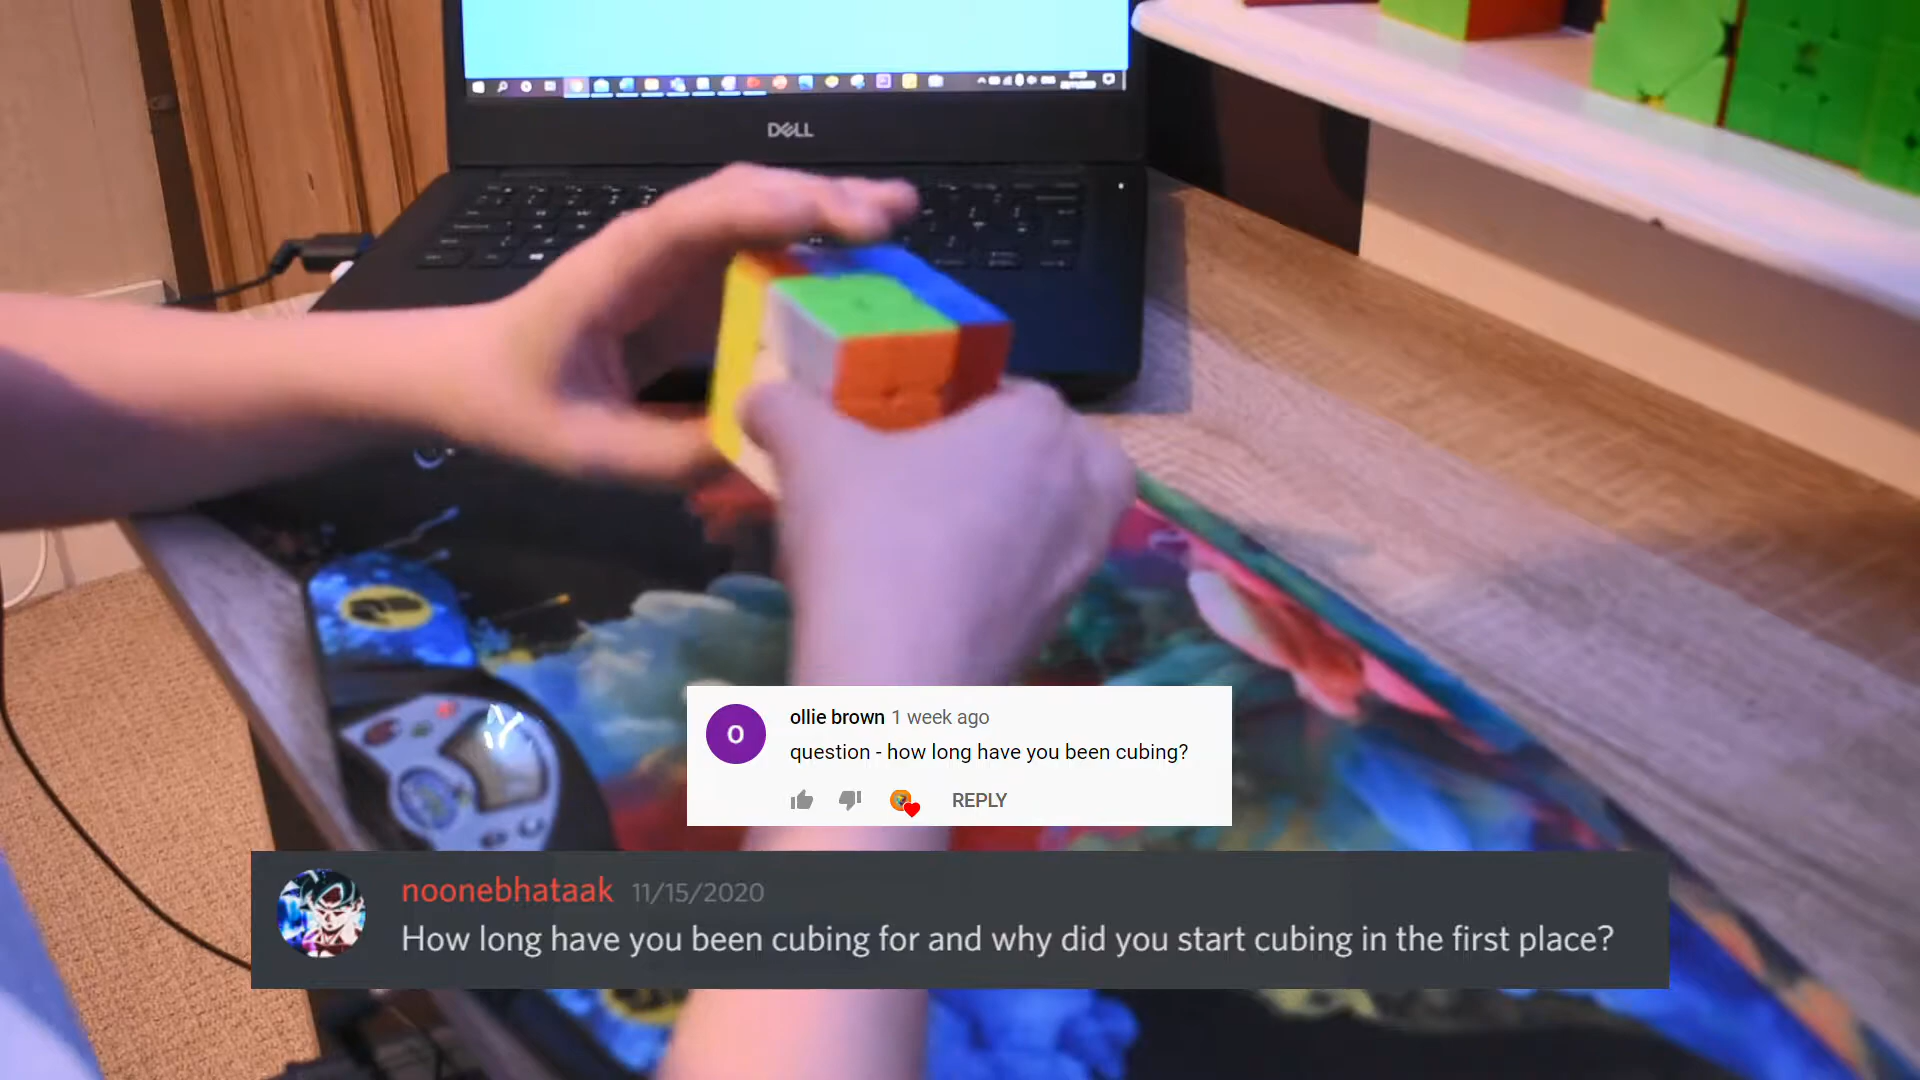 DELL
O
ollie brown 1 week ago
question - how long have you been cubing?
REPLY
noonebhataak 11/15/2020
How long have you been cubing for and why did you start cubing in the first place?